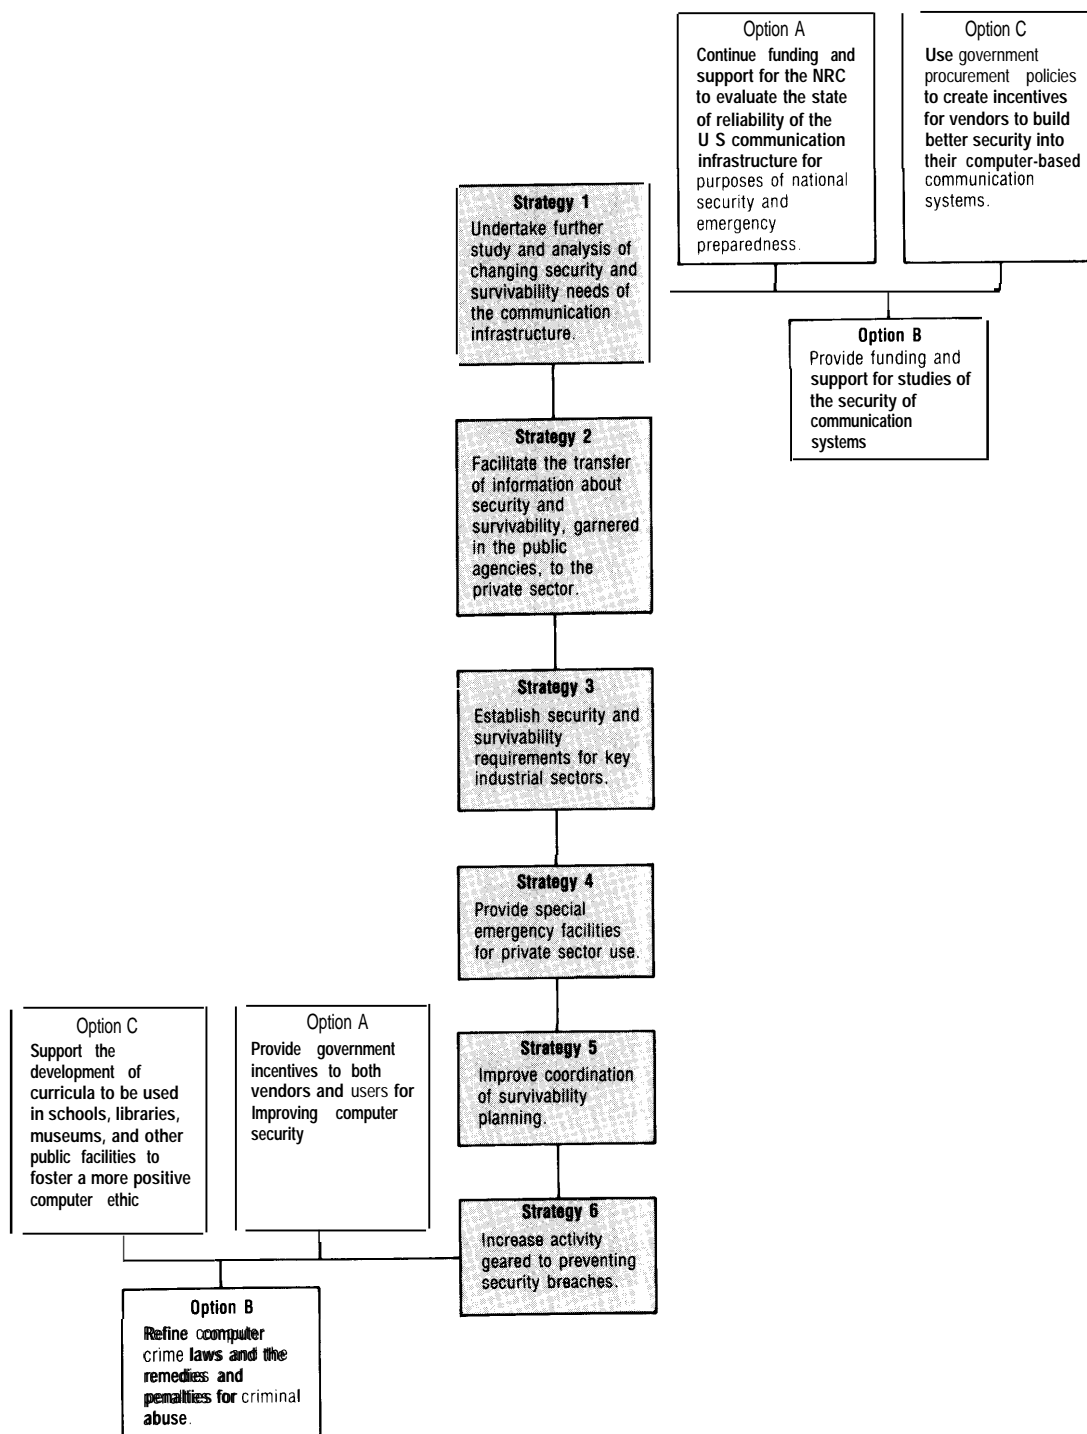 Option A
Continue funding and
support for the NRC
to evaluate the state
of reliability of the
U S communication
infrastructure for
purposes of national
security and
emergency
preparedness.
Option C
Use government
procurement policies
to create incentives
for vendors to build
better security into
their computer-based
communication
systems.
Option B
Provide funding and
support for studies of
the security of
communication
systems
Strategy 1
Undertake further
study and analysis of
changing security and
survivability needs of
the communication
infrastructure.
Strategy 2
Facilitate the transfer
of information about
security and
survivability, garnered
in the public
agencies, to the
private sector.
Strategy 3
Establish security and
survivability
requirements for key
industrial sectors.
Strategy 4
Provide special
emergency facilities
for private sector use.
Strategy 5
Improve coordination
of survivability
planning.
Strategy 6
Increase activity
geared to preventing
security breaches.
Option C
Support the
development of
curricula to be used
in schools, libraries,
museums, and other
public facilities to
foster a more positive
computer ethic
Option A
Provide government
incentives to both
vendors and users for
Improving computer
security
Option B
Refine computer
crime laws and the
remedies and
penalties for criminal
abuse.